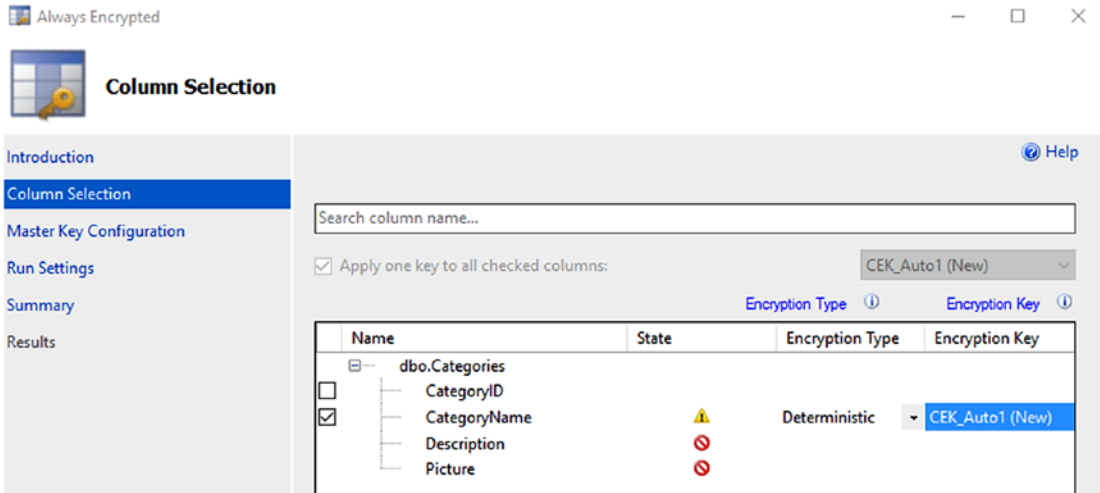 Always Encrypted
Column Selection
Introduction
Column Selection
Master Key Configuration
Run Settings
Summary
Results
Help
Search column name...
Apply one key to all checked columns: CEK_Auto1 (New)
Encryption Type Encryption Key
Name State Encryption Type Encryption Key
dbo.Categories
CategoryID
CategoryName Deterministic CEK_Auto1 (New)
Description
Picture